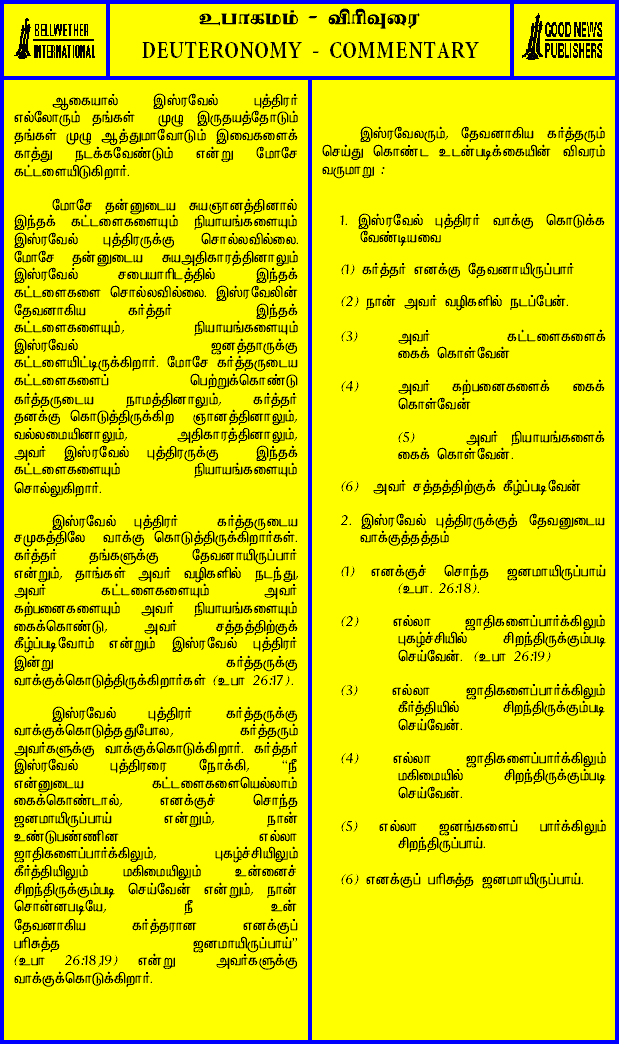 BELLWETHER
INTERNATIONAL
உபாகமம் - விரிவுரை
DEUTERONOMY - COMMENTARY
GOOD NEWS
PUBLISHERS
ஆகையால் இஸ்ரவேல் புத்திரர்
எல்லோரும் தங்கள் முழு இருதயத்தோடும்
தங்கள் முழு ஆத்துமாவோடும் இவைகளைக்
காத்து நடக்கவேண்டும் என்று மோசே
கட்டளையிடுகிறார்.
மோசே தன்னுடைய சுயஞானத்தினால்
இந்தக் கட்டளைகளையும் நியாயங்களையும்
இஸ்ரவேல் புத்திரருக்கு சொல்லவில்லை.
மோசே தன்னுடைய சுயஅதிகாரத்தினாலும்
இஸ்ரவேல் சபையாரிடத்தில் இந்தக்
கட்டளைகளை சொல்லவில்லை. இஸ்ரவேலின்
தேவனாகிய கர்த்தர் இந்தக்
கட்டளைகளையும், நியாயங்களையும்
இஸ்ரவேல் ஜனத்தாருக்கு
கட்டளையிட்டிருக்கிறார். மோசே கர்த்தருடைய
கட்டளைகளைப் பெற்றுக்கொண்டு
கர்த்தருடைய நாமத்தினாலும், கர்த்தர்
தனக்கு கொடுத்திருக்கிற ஞானத்தினாலும்,
வல்லமையினாலும், அதிகாரத்தினாலும்,
அவர் இஸ்ரவேல் புத்திரருக்கு இந்தக்
கட்டளைகளையும் நியாயங்களையும்
சொல்லுகிறார்.
இஸ்ரவேல் புத்திரர் கர்த்தருடைய
சமுகத்திலே வாக்கு கொடுத்திருக்கிறார்கள்.
கர்த்தர் தங்களுக்கு தேவனாயிருப்பார்
என்றும், தாங்கள் அவர் வழிகளில் நடந்து,
அவர் கட்டளைகளையும் அவர்
கற்பனைகளையும் அவர் நியாயங்களையும்
கைக்கொண்டு, அவர் சத்தத்திற்குக்
கீழ்ப்படிவோம் என்றும் இஸ்ரவேல் புத்திரர்
இன்று கர்த்தருக்கு
வாக்குக்கொடுத்திருக்கிறார்கள் (உபா 26:17).
இஸ்ரவேல் புத்திரர் கர்த்தருக்கு
வாக்குக்கொடுத்ததுபோல, கர்த்தரும்
அவர்களுக்கு வாக்குக்கொடுக்கிறார். கர்த்தர்
இஸ்ரவேல் புத்திரரை நோக்கி, “நீ
என்னுடைய கட்டளைகளையெல்லாம்
கைக்கொண்டால், எனக்குச் சொந்த
ஜனமாயிருப்பாய் என்றும், நான்
உண்டுபண்ணின எல்லா
ஜாதிகளைப்பார்க்கிலும், புகழ்ச்சியிலும்
கீர்த்தியிலும் மகிமையிலும் உன்னைச்
சிறந்திருக்கும்படி செய்வேன் என்றும், நான்
சொன்னபடியே, நீ உன்
தேவனாகிய கர்த்தரான எனக்குப்
பரிசுத்த ஜனமாயிருப்பாய்”
(உபா 26:18,19) என்று அவர்களுக்கு
வாக்குக்கொடுக்கிறார்.
இஸ்ரவேலரும், தேவனாகிய கர்த்தரும்
செய்து கொண்ட உடன்படிக்கையின் விவரம்
வருமாறு :
1. இஸ்ரவேல் புத்திரர் வாக்கு கொடுக்க
வேண்டியவை
(1) கர்த்தர் எனக்கு தேவனாயிருப்பார்
(2) நான் அவர் வழிகளில் நடப்பேன்.
(3) அவர் கட்டளைகளைக்
கைக் கொள்வேன்
(4) அவர் கற்பனைகளைக் கைக்
கொள்வேன்
(5) அவர் நியாயங்களைக்
கைக் கொள்வேன்.
(6) அவர் சத்தத்திற்குக் கீழ்ப்படிவேன்
2. இஸ்ரவேல் புத்திரருக்குத் தேவனுடைய
வாக்குத்தத்தம்
(1) எனக்குச் சொந்த ஜனமாயிருப்பாய்
(உபா. 26:18).
(2) எல்லா ஜாதிகளைப்பார்க்கிலும்
புகழ்ச்சியில் சிறந்திருக்கும்படி
செய்வேன். (உபா 26:19)
(3) எல்லா ஜாதிகளைப்பார்க்கிலும்
கீர்த்தியில் சிறந்திருக்கும்படி
செய்வேன்.
(4) எல்லா ஜாதிகளைப்பார்க்கிலும்
மகிமையில் சிறந்திருக்கும்படி
செய்வேன்.
(5) எல்லா ஜனங்களைப் பார்க்கிலும்
சிறந்திருப்பாய்.
(6) எனக்குப் பரிசுத்த ஜனமாயிருப்பாய்.